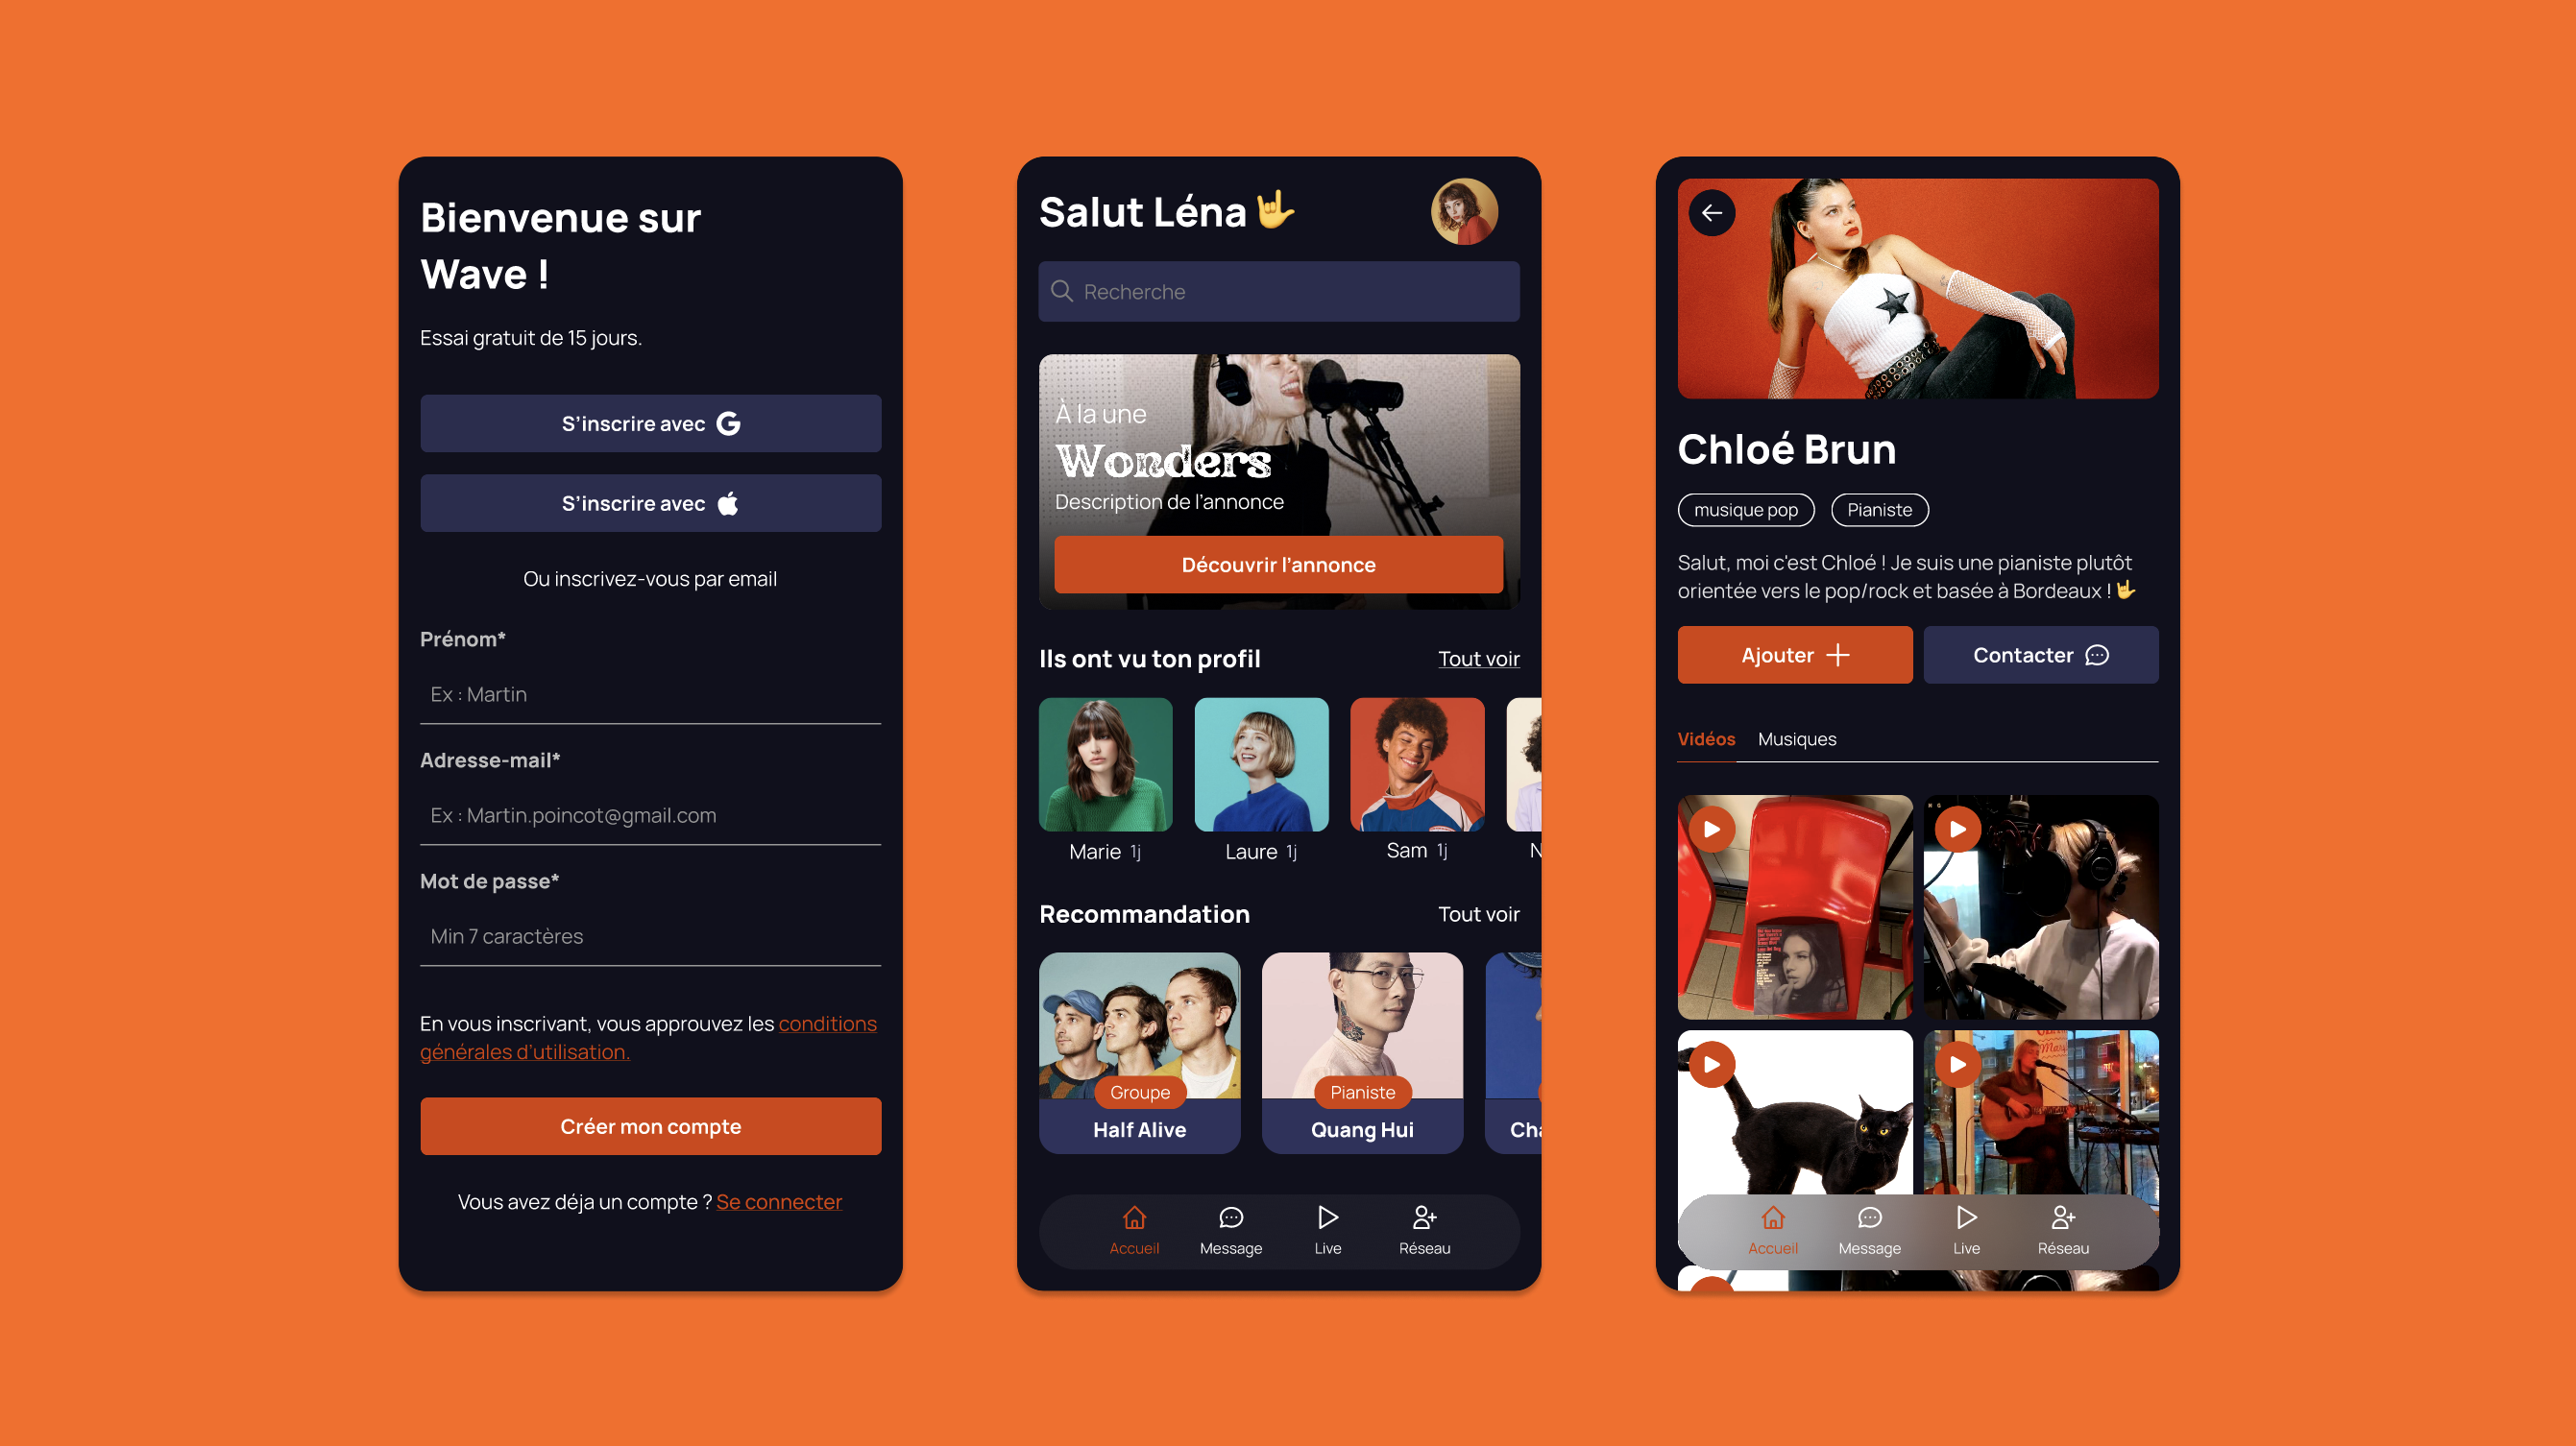 Bienvenue sur
Wave !
Essai gratuit de 15 jours.
S'inscrire avec
S'inscrire avec
Ou inscrivez-vous par email
Prénom*
Ex : Martin
Adresse-mail*
Ex : Martin.poincot@gmail.com
Mot de passe*
Min 7 caractères
En vous inscrivant, vous approuvez les conditions
générales d'utilisation.
Créer mon compte
Vous avez déja un compte ? Se connecter
Salut Léna
Recherche
À la une
Wonders
Description de l'annonce
Découvrir l'annonce
Ils ont vu ton profil
Tout voir
Marie 1j
Laure 1j
Sam 1j
N
Recommandation
Tout voir
Groupe
Pianiste
Half Alive
Quang Hui
Cha
Accueil
Message
Live
Réseau
Chloé Brun
musique pop
Pianiste
Salut, moi c'est Chloé ! Je suis une pianiste plutôt
orientée vers le pop/rock et basée à Bordeaux !
Ajouter
Contacter
Vidéos
Musiques
Accueil
Message
Live
Réseau